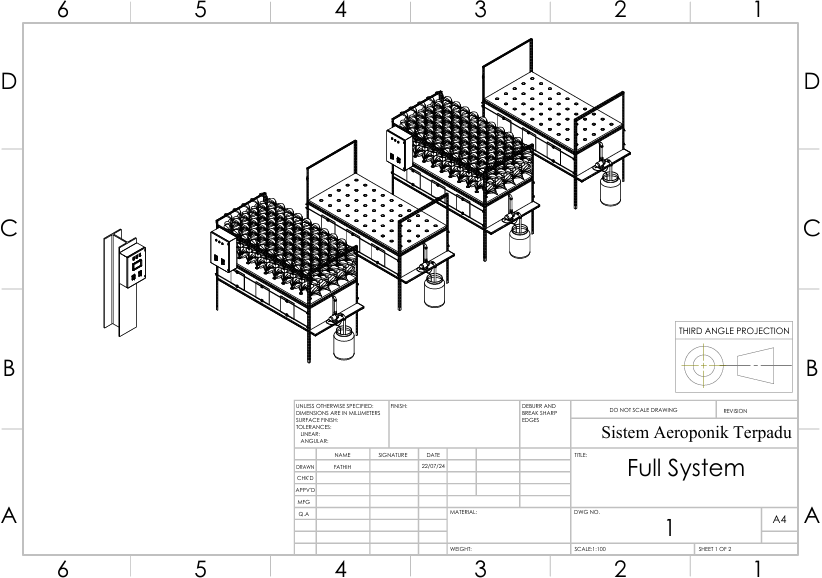 6 5 4 3 2 1
D D
C C
B B
A A
THIRD ANGLE PROJECTION
UNLESS OTHERWISE SPECIFIED:
DIMENSIONS ARE IN MILLIMETERS
SURFACE FINISH:
TOLERANCES:
LINEAR:
ANGULAR:
FINISH:
DEBURR AND
BREAK SHARP
EDGES
DO NOT SCALE DRAWING
REVISION
Sistem Aeroponik Terpadu
NAME SIGNATURE DATE
DRAWN FATHIH 22/07/24
CHK'D
APPV'D
MFG
Q.A
TITLE:
Full System
MATERIAL:
DWG NO.
1
A4
WEIGHT:
SCALE:1:100
SHEET 1 OF 2
6 5 4 3 2 1